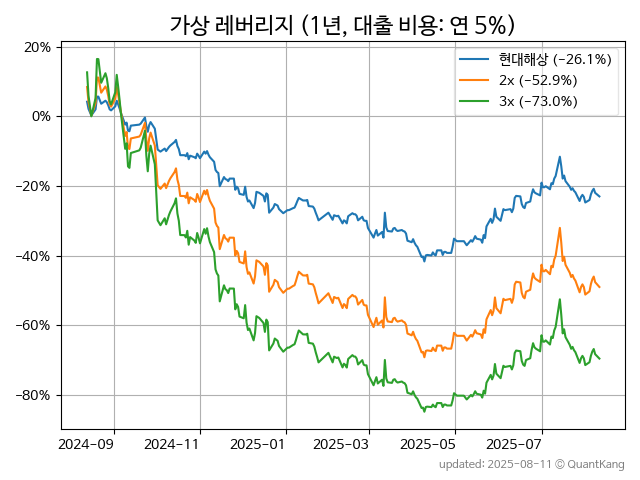 가상 레버리지 (1년, 대출 비용: 연 5%)
현대해상 (−26.1%)
2x (−52.9%)
3x (−73.0%)
20%
0%
−20%
−40%
−60%
−80%
2024-09 2024-11 2025-01 2025-03 2025-05 2025-07
updated: 2025-08-11 © QuantKang